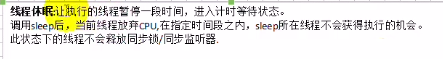 线程休眠:让执行的线程暂停一段时间，进入计时等待状态。
调用sleep后，当前线程放弃CPU,在指定时间段之内，sleep所在线程不会获得执行的机会。
此状态下的线程不会释放同步锁/同步监听器.